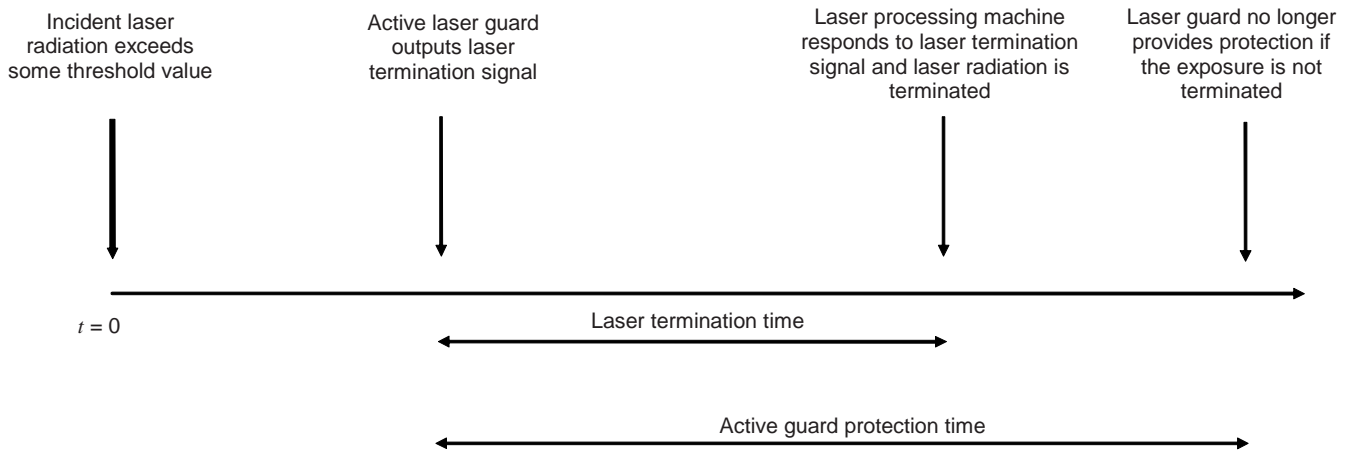 Incident laser
radiation exceeds
some threshold value
Active laser guard
outputs laser
termination signal
Laser processing machine
responds to laser termination
signal and laser radiation is
terminated
Laser guard no longer
provides protection if
the exposure is not
terminated
t = 0
Laser termination time
Active guard protection time